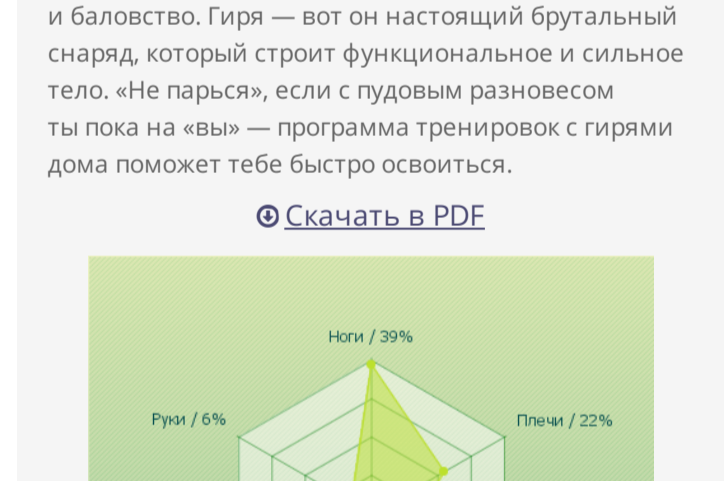 и баловство. Гиря — вот он настоящий брутальный
снаряд, который строит функциональное и сильное
тело. «Не парься», если с пудовым разновесом
ты пока на «вы» — программа тренировок с гирями
дома поможет тебе быстро освоиться.
Скачать в PDF
Ноги / 39%
Руки / 6%
Плечи / 22%